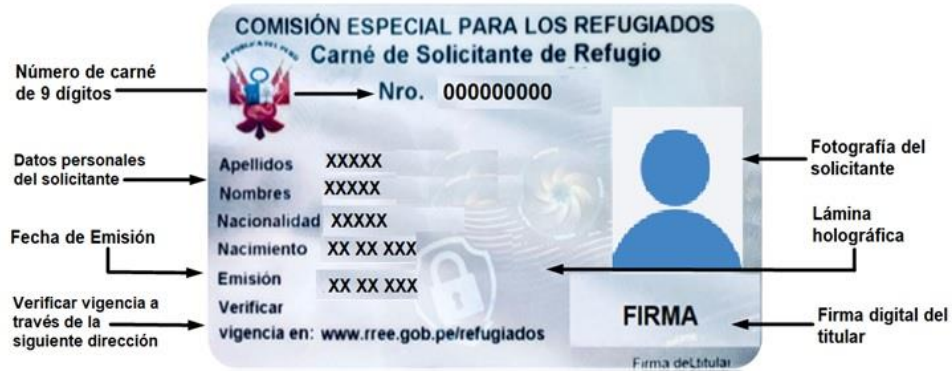 COMISIÓN ESPECIAL PARA LOS REFUGIADOS
REPUBLICA DEL PERU
Carné de Solicitante de Refugio
Número de carné
de 9 dígitos
Nro. 000000000
Datos personales
del solicitante
Apellidos XXXXX
Nombres XXXXX
Nacionalidad XXXXX
Nacimiento XX XX XXX
Fecha de Emisión
Emisión XX XX XXX
Verificar vigencia a
través de la
siguiente dirección
Verificar
vigencia en: www.rree.gob.pe/refugiados
Fotografía del
solicitante
Lámina
holográfica
FIRMA
Firma digital del
titular
Firma del titular